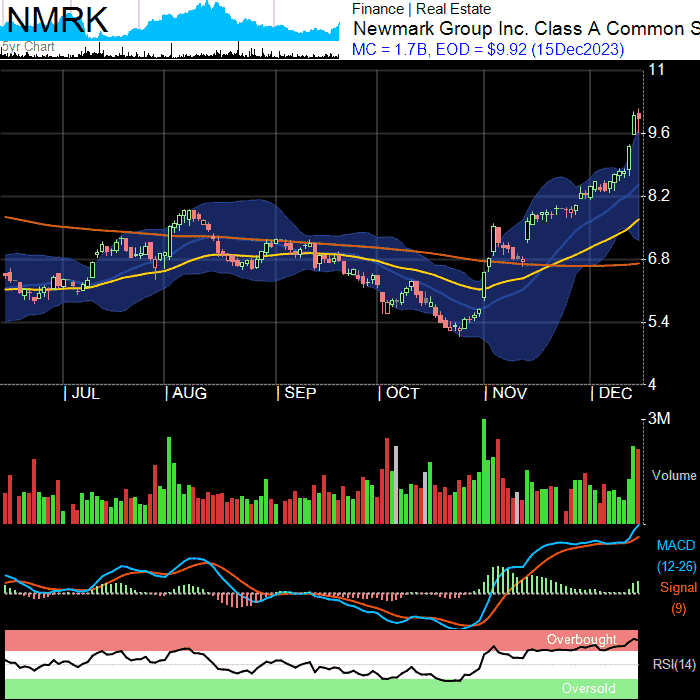 NMRK
5yr Chart
Finance | Real Estate
Newmark Group Inc. Class A Common S
MC = 1.7B, EOD = $9.92 (15Dec2023)
11
9.6
8.2
6.8
5.4
4
| JUL | AUG | SEP | OCT | NOV | DEC
3M
Volume
MACD
(12-26)
Signal
(9)
Overbought
RSI(14)
Oversold